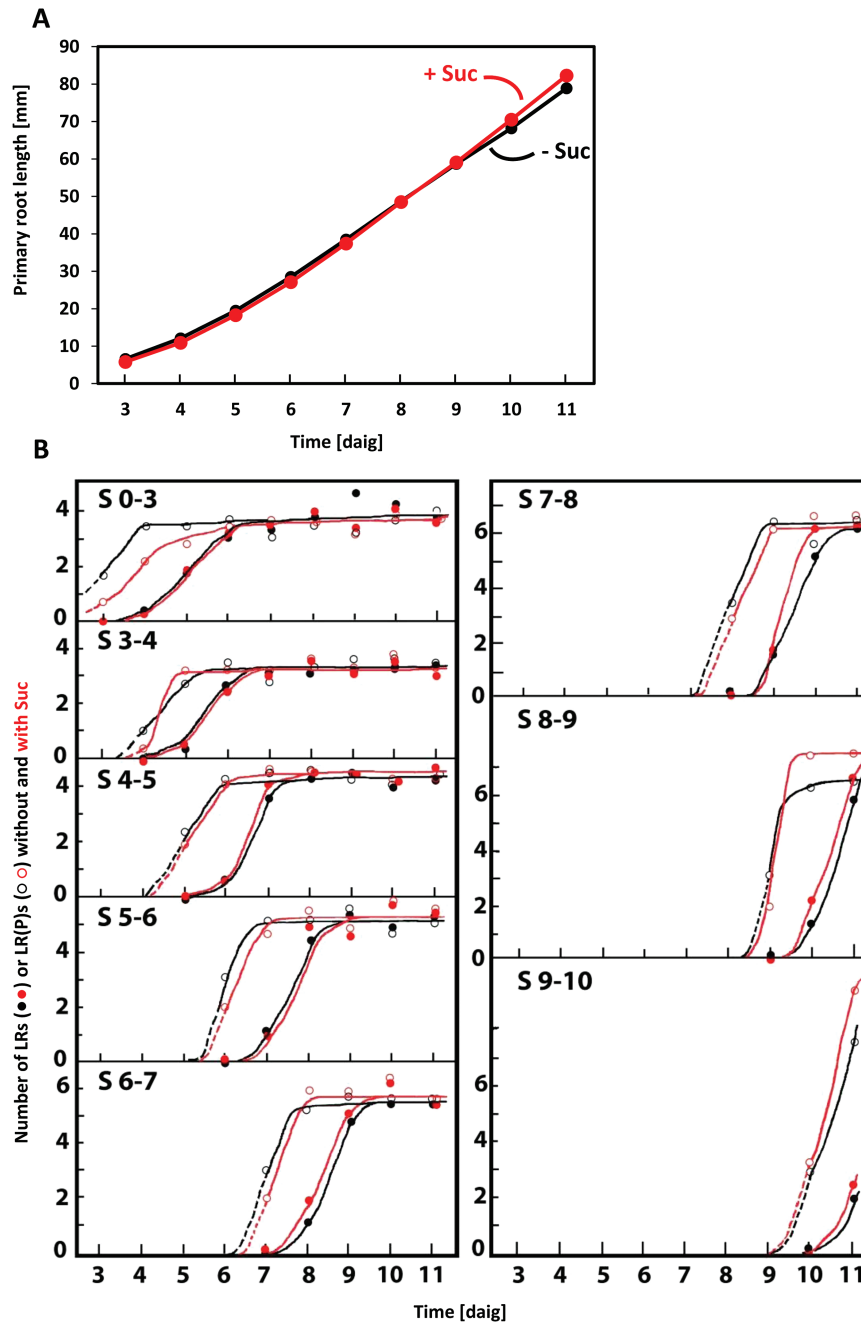 A
90
80
70
60
50
40
30
20
10
0
Primary root length [mm]
+ Suc
- Suc
3 4 5 6 7 8 9 10 11
Time [daig]
B
Number of LRs (●●) or LR(P)s (○○) without and with Suc
S 0-3
4
2
0
S 3-4
4
2
0
S 4-5
4
2
0
S 5-6
4
2
0
S 6-7
6
4
2
0
3 4 5 6 7 8 9 10 11
S 7-8
6
4
2
0
S 8-9
6
4
2
0
S 9-10
6
4
2
0
3 4 5 6 7 8 9 10 11
Time [daig]